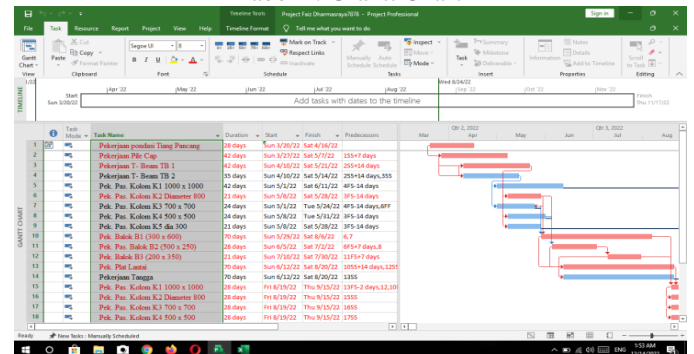 Timeline Tools
Project Faiz Dharmasraya7878 - Project Professional
Sign in
File Task Resource Report Project View Help Timeline Format Tell me what you want to do
Gantt Chart
Paste
Cut
Copy
Format Painter
Segoe UI 8
B I U
Mark on Track
Respect Links
Inactivate
Manually Schedule
Auto Schedule
Inspect
Move
Mode
Task
Summary
Milestone
Deliverable
Information
Notes
Details
Add to Timeline
Scroll to Task
View Clipboard Font Schedule Tasks Insert Properties Editing
Wed 8/24/22
TIMELINE
Apr '22 May '22 Jun '22 Jul '22 Aug '22 Sep '22 Oct '22 Nov '22
Start
Sun 3/20/22
Add tasks with dates to the timeline
Finish
Thu 11/17/22
Task Mode Task Name Duration Start Finish Predecessors
Qtr 2, 2022 Qtr 3, 2022
Mar Apr May Jun Jul Aug
GANTT CHART
1 Pekerjaan pondasi Tiang Pancang 28 days Sun 3/20/22 Sat 4/16/22
2 Pekerjaan Pile Cap 42 days Sun 3/27/22 Sat 5/7/22 1SS+7 days
3 Pekerjaan T- Beam TB 1 42 days Sun 4/10/22 Sat 5/21/22 2SS+14 days
4 Pekerjaan T- Beam TB 2 35 days Sun 4/10/22 Sat 5/14/22 2SS+14 days,3SS
5 Pek. Pas. Kolom K1 1000 x 1000 42 days Sun 5/1/22 Sat 6/11/22 4FS-14 days
6 Pek. Pas. Kolom K2 Diameter 800 21 days Sun 5/8/22 Sat 5/28/22 3FS-14 days
7 Pek. Pas. Kolom K3 700 x 700 24 days Sun 5/1/22 Tue 5/24/22 4FS-14 days,6FF
8 Pek. Pas. Kolom K4 500 x 500 24 days Sun 5/8/22 Tue 5/31/22 3FS-14 days
9 Pek. Pas. Kolom K5 dia 300 21 days Sun 5/8/22 Sat 5/28/22 3FS-14 days
10 Pek. Balok B1 (300 x 600) 70 days Sun 5/29/22 Sat 8/6/22 6,7
11 Pek. Pas. Balok B2 (500 x 250) 28 days Sun 6/5/22 Sat 7/2/22 6FS+7 days,8
12 Pek. Balok B3 (200 x 350) 21 days Sun 7/10/22 Sat 7/30/22 11FS+7 days
13 Pek. Plat Lantai 70 days Sun 6/12/22 Sat 8/20/22 10SS+14 days,12SS
14 Pekerjaan Tangga 70 days Sun 6/12/22 Sat 8/20/22 13SS
15 Pek. Pas. Kolom K1 1000 x 1000 28 days Fri 8/19/22 Thu 9/15/22 13FS-2 days,12,10
16 Pek. Pas. Kolom K2 Diameter 800 28 days Fri 8/19/22 Thu 9/15/22 15SS
17 Pek. Pas. Kolom K3 700 x 700 28 days Fri 8/19/22 Thu 9/15/22 16SS
18 Pek. Pas. Kolom K4 500 x 500 28 days Fri 8/19/22 Thu 9/15/22 17SS
Ready New Tasks : Manually Scheduled
ENG
1:53 AM
12/14/2022